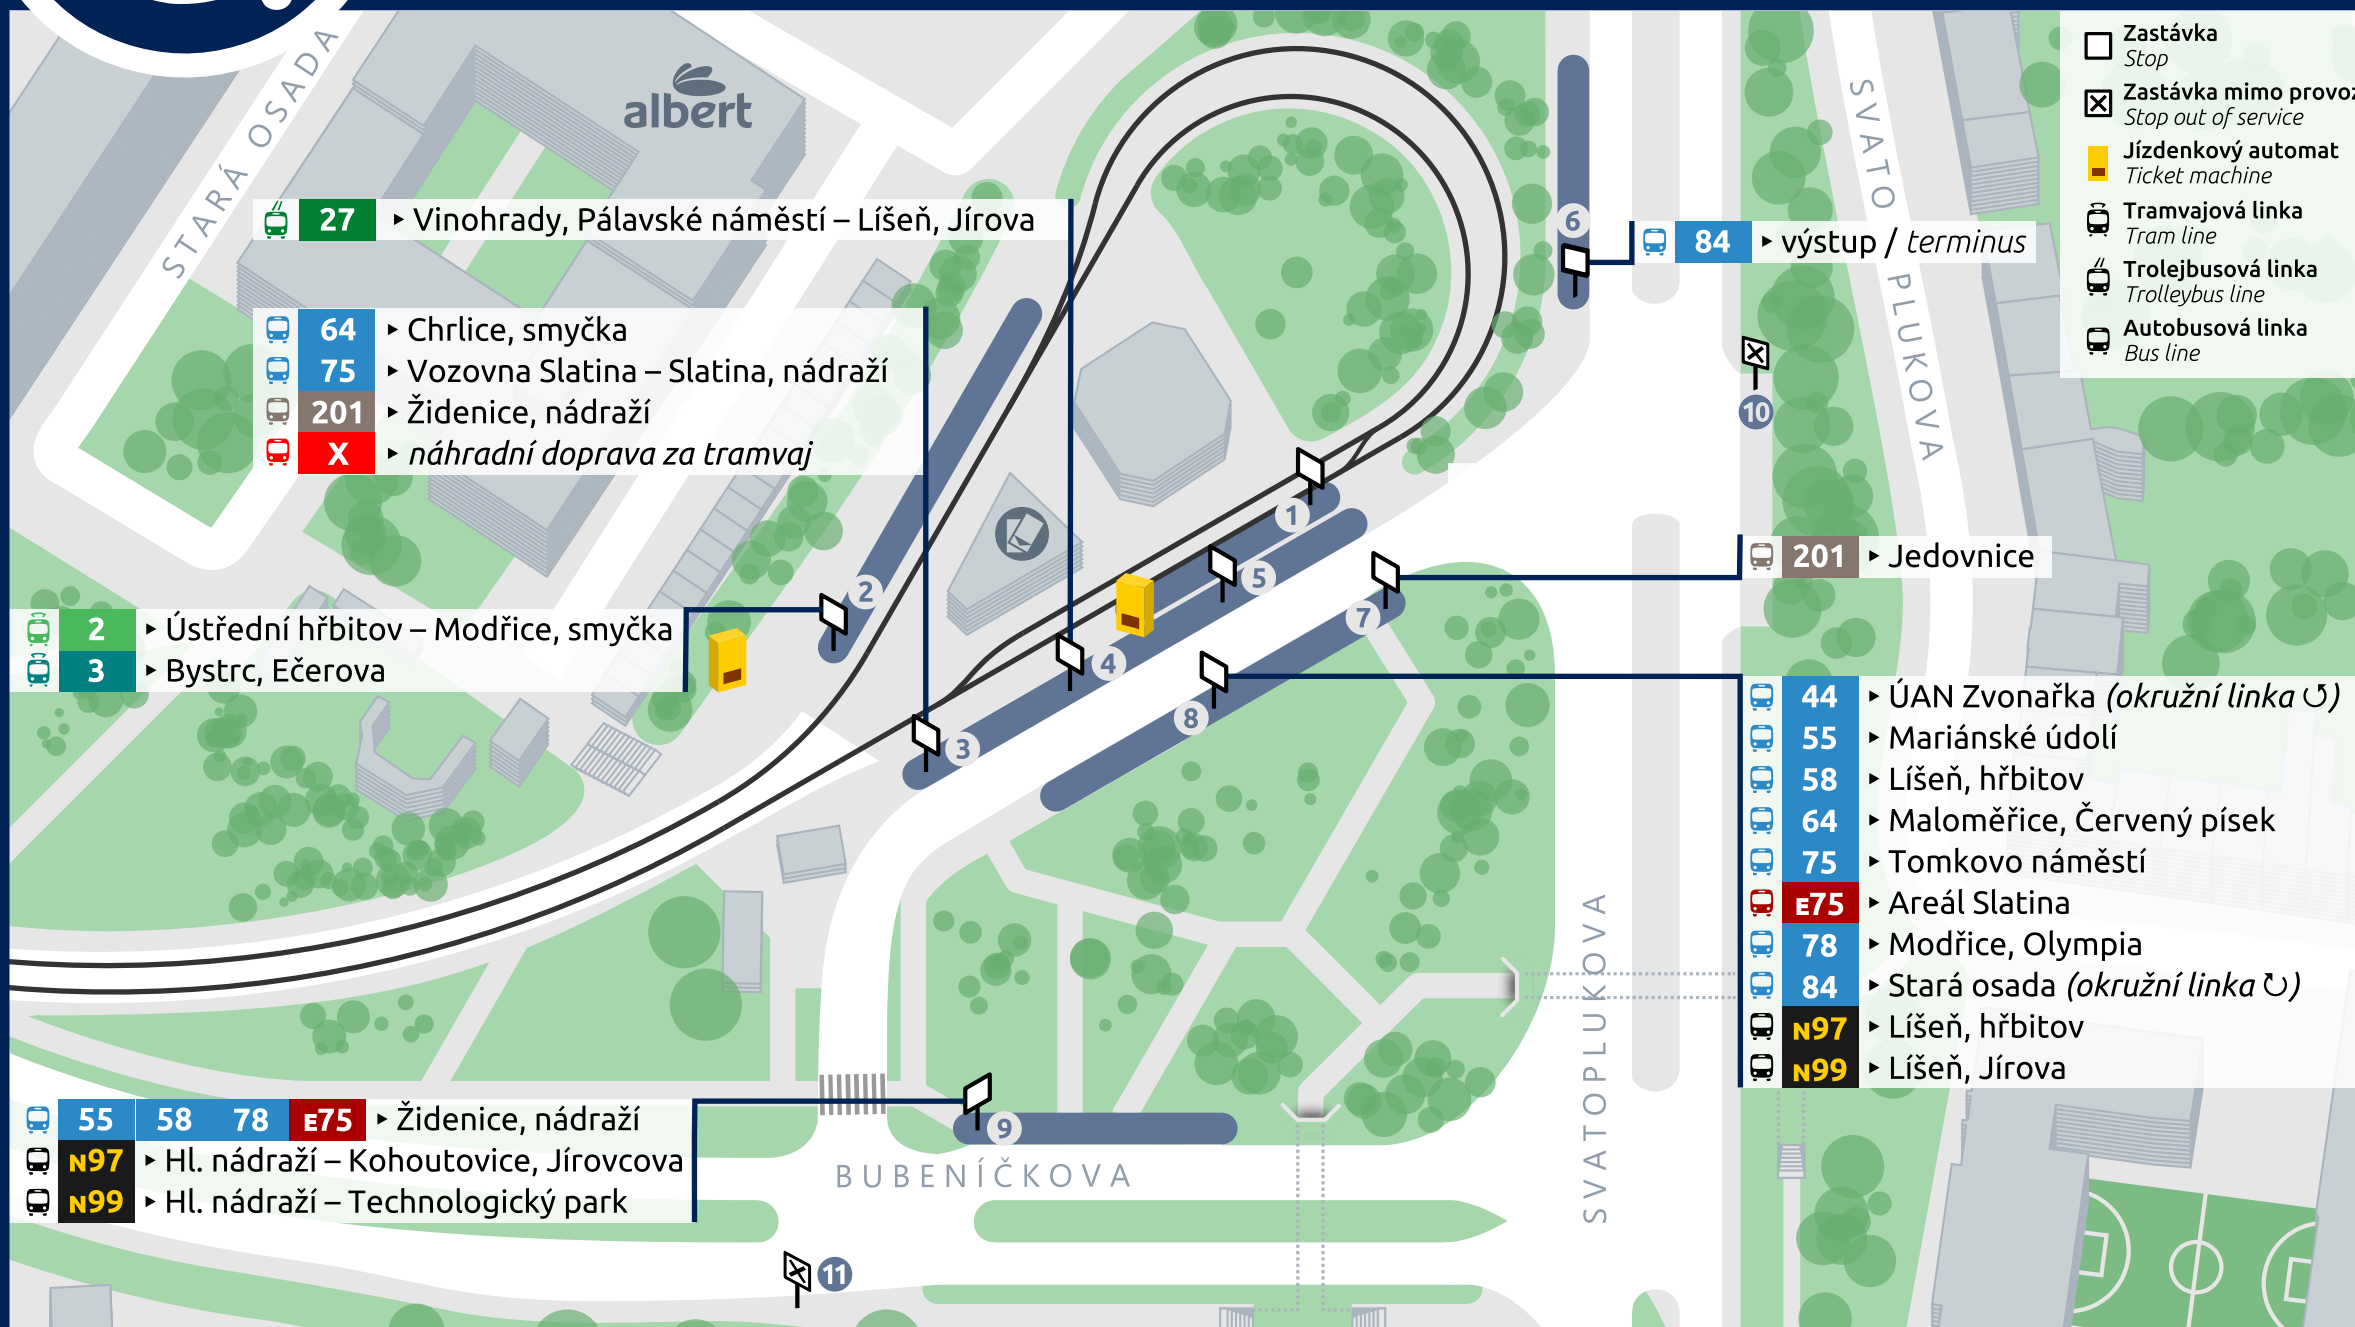 STARÁ OSADA
albert
Zastávka
Stop
Zastávka mimo provoz
Stop out of service
Jízdenkový automat
Ticket machine
Tramvajová linka
Tram line
Trolejbusová linka
Trolleybus line
Autobusová linka
Bus line
SVATOPLUKOVA
27 ▸ Vinohrady, Pálavské náměstí – Líšeň, Jírova
6
84 ▸ výstup / terminus
64 ▸ Chrlice, smyčka
75 ▸ Vozovna Slatina – Slatina, nádraží
201 ▸ Židenice, nádraží
X ▸ náhradní doprava za tramvaj
10
1
5
2
7
4
8
3
201 ▸ Jedovnice
2 ▸ Ústřední hřbitov – Modřice, smyčka
3 ▸ Bystrc, Ečerova
44 ▸ ÚAN Zvonařka (okružní linka ↺)
55 ▸ Mariánské údolí
58 ▸ Líšeň, hřbitov
64 ▸ Maloměřice, Červený písek
75 ▸ Tomkovo náměstí
E75 ▸ Areál Slatina
78 ▸ Modřice, Olympia
84 ▸ Stará osada (okružní linka ↻)
N97 ▸ Líšeň, hřbitov
N99 ▸ Líšeň, Jírova
SVATOPLUKOVA
55 58 78 E75 ▸ Židenice, nádraží
N97 ▸ Hl. nádraží – Kohoutovice, Jírovcova
N99 ▸ Hl. nádraží – Technologický park
9
BUBENÍČKOVA
11